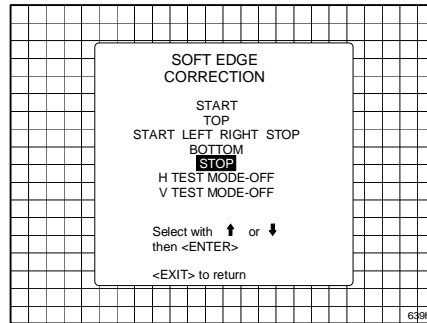 SOFT EDGE
CORRECTION
START
TOP
START LEFT RIGHT STOP
BOTTOM
STOP
H TEST MODE-OFF
V TEST MODE-OFF
Select with ⬆ or ⬇
then <ENTER>
<EXIT> to return